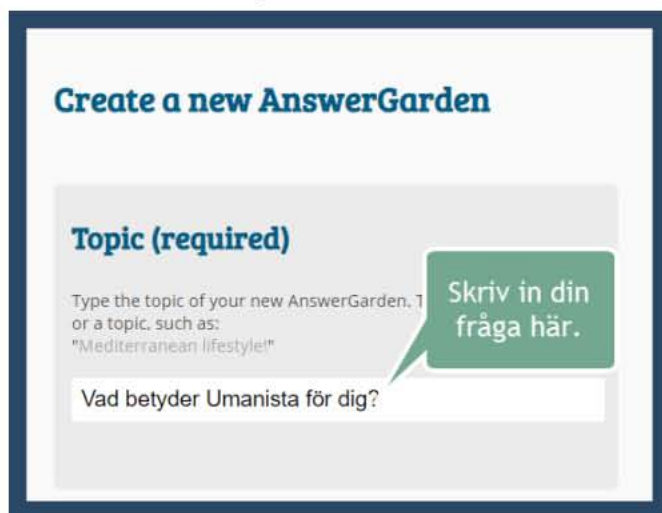 Create a new AnswerGarden
Topic (required)
Type the topic of your new AnswerGarden.
or a topic, such as:
"Mediterranean lifestyle!"
Skriv in din
fråga här.
Vad betyder Umanista för dig?